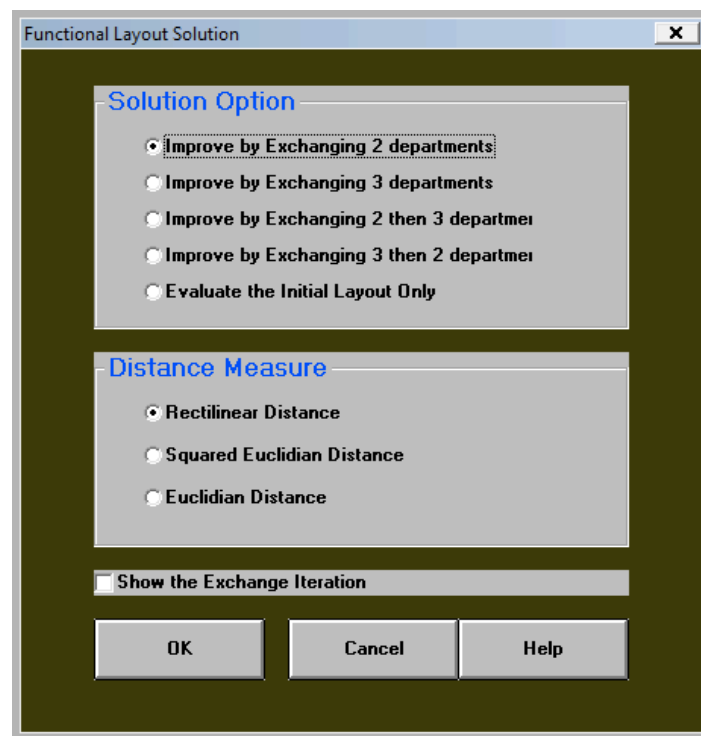 Functional Layout Solution
Solution Option
Improve by Exchanging 2 departments
Improve by Exchanging 3 departments
Improve by Exchanging 2 then 3 departmer
Improve by Exchanging 3 then 2 departmer
Evaluate the Initial Layout Only
Distance Measure
Rectilinear Distance
Squared Euclidian Distance
Euclidian Distance
Show the Exchange Iteration
OK Cancel Help